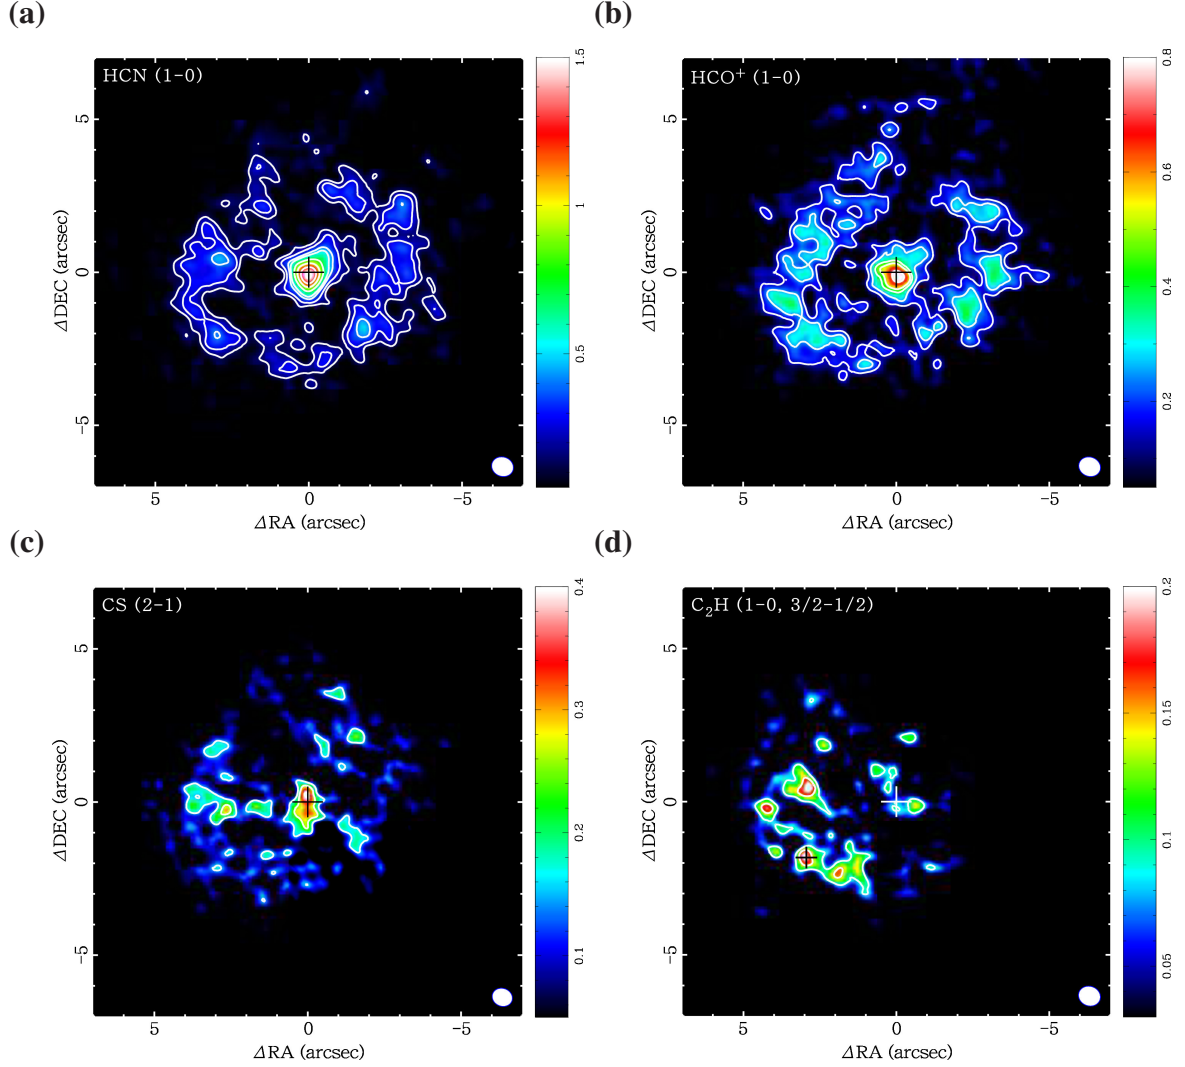 (a)
(b)
HCN (1-0)
1.5
1
0.5
5
0
-5
ΔDEC (arcsec)
5
0
-5
ΔRA (arcsec)
HCO+ (1-0)
0.8
0.6
0.4
0.2
5
0
-5
ΔDEC (arcsec)
5
0
-5
ΔRA (arcsec)
(c)
(d)
CS (2-1)
0.4
0.3
0.2
0.1
5
0
-5
ΔDEC (arcsec)
5
0
-5
ΔRA (arcsec)
C2H (1-0, 3/2-1/2)
0.2
0.15
0.1
0.05
5
0
-5
ΔDEC (arcsec)
5
0
-5
ΔRA (arcsec)